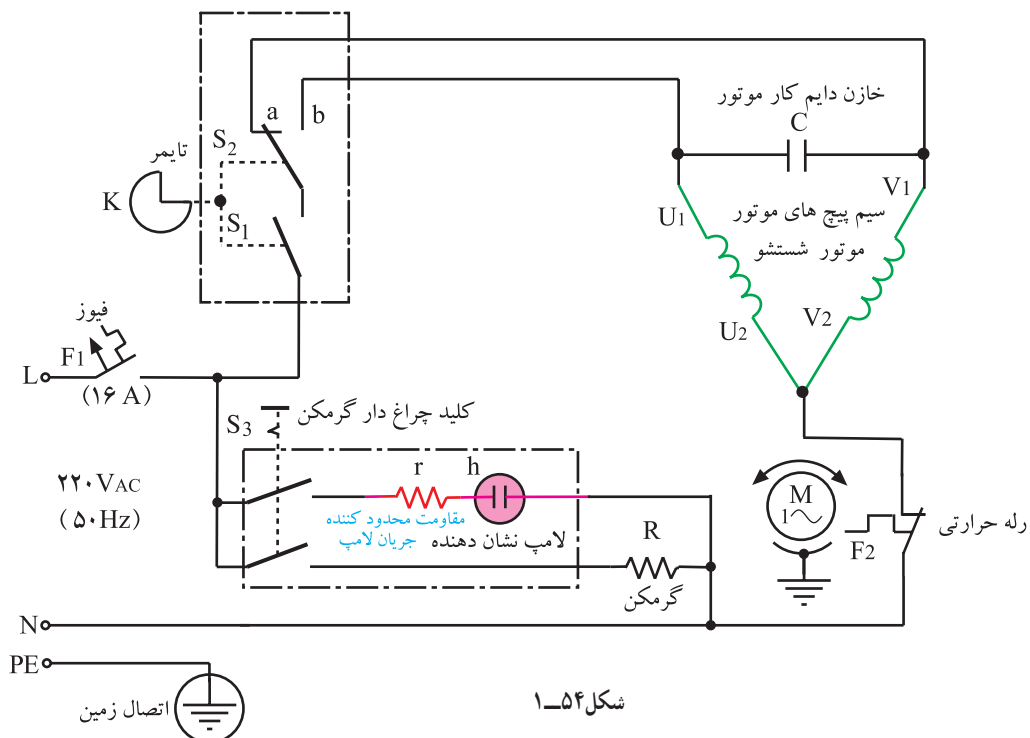 a
b
S2
تایمر
K
S1
خازن دایم کار موتور
C
V1
U1
سیم پیچ های موتور
موتور شستشو
U2
V2
فیوز
F1
L
(۱۶ A)
S3
کلید چراغ دار گرمکن
r
h
۲۲۰VAC
(۵۰Hz)
مقاومت محدود کننده
جریان لامپ
لامپ نشان دهنده
R
گرمکن
M
1
F2
رله حرارتی
N
PE
اتصال زمین
شکل۵۴ــ۱